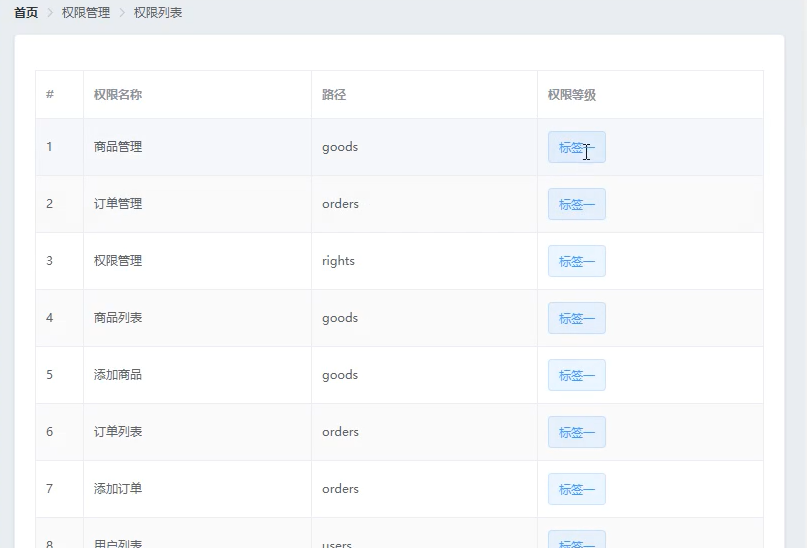 首页 > 权限管理 > 权限列表
# 权限名称 路径 权限等级
1 商品管理 goods 标签一
2 订单管理 orders 标签一
3 权限管理 rights 标签一
4 商品列表 goods 标签一
5 添加商品 goods 标签一
6 订单列表 orders 标签一
7 添加订单 orders 标签一
8 用户列表 users 标签一